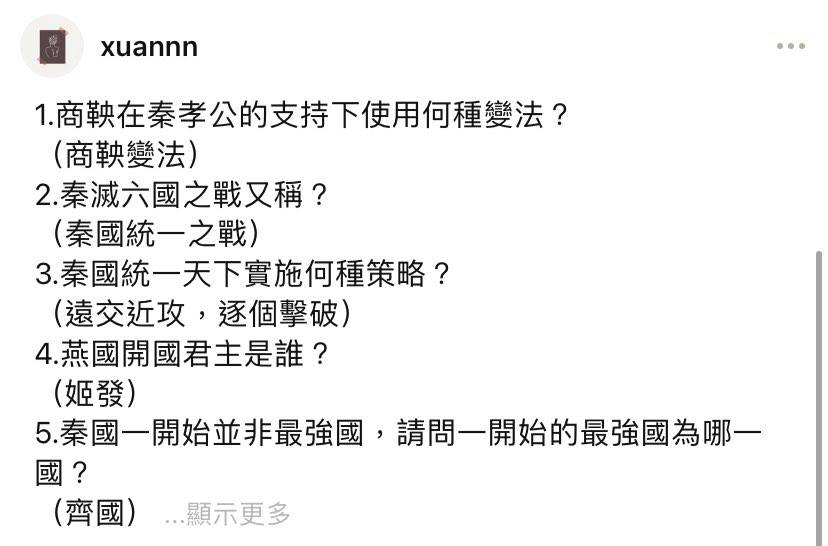 xuannn
1.商鞅在秦孝公的支持下使用何種變法？
（商鞅變法）
2.秦滅六國之戰又稱？
（秦國統一之戰）
3.秦國統一天下實施何種策略？
（遠交近攻，逐個擊破）
4.燕國開國君主是誰？
（姬發）
5.秦國一開始並非最強國，請問一開始的最強國為哪一
國？
（齊國） ...顯示更多